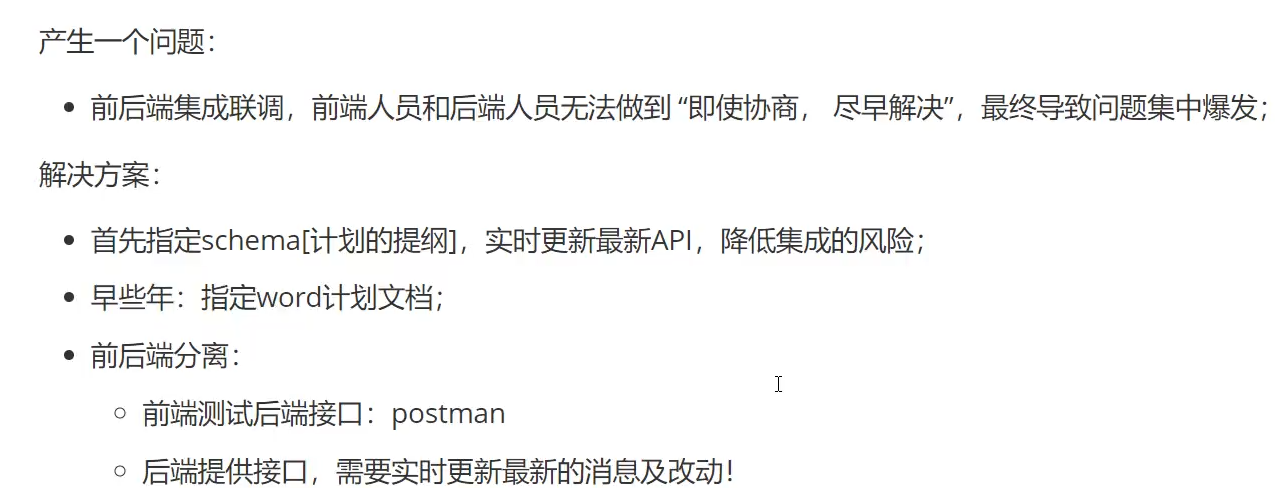 产生一个问题：
前后端集成联调，前端人员和后端人员无法做到 “即使协商， 尽早解决”，最终导致问题集中爆发；
解决方案：
首先指定schema[计划的提纲]，实时更新最新API，降低集成的风险；
早些年：指定word计划文档；
前后端分离：
前端测试后端接口：postman
后端提供接口，需要实时更新最新的消息及改动！